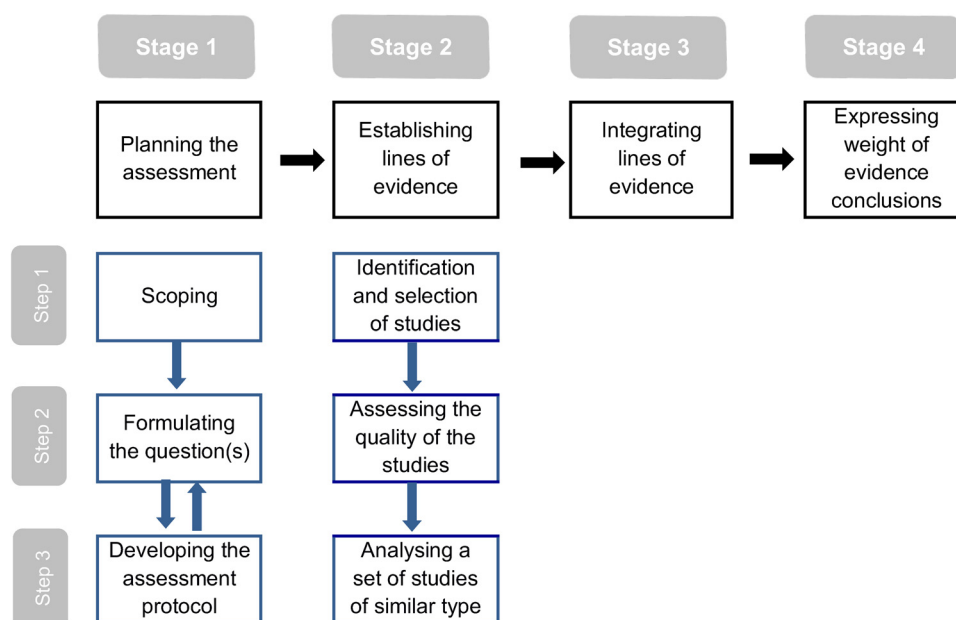 Stage 1
Stage 2
Stage 3
Stage 4
Planning the
assessment
Establishing
lines of
evidence
Integrating
lines of
evidence
Expressing
weight of
evidence
conclusions
Step 1
Scoping
Identification
and selection
of studies
Step 2
Formulating
the question(s)
Assessing the
quality of the
studies
Step 3
Developing the
assessment
protocol
Analysing a
set of studies
of similar type